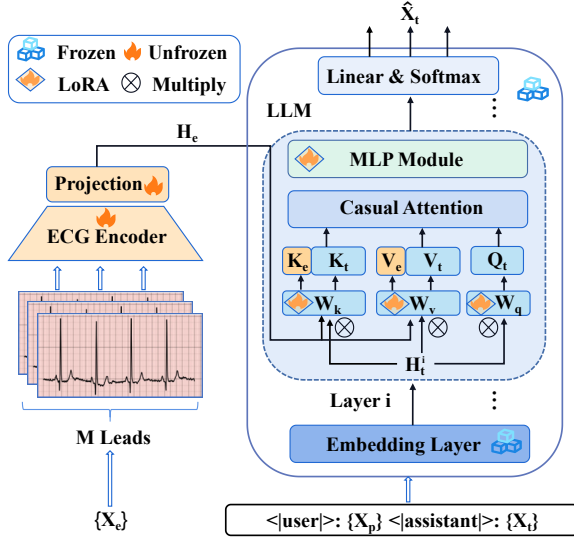 Frozen Unfrozen
LoRA Multiply
X̂ₜ
Linear & Softmax
LLM
Hₑ
MLP Module
Projection
Casual Attention
ECG Encoder
Kₑ Kₜ Vₑ Vₜ Qₜ
Wₖ Wᵥ W_q
Hₜⁱ
Layer i
M Leads
Embedding Layer
{Xₑ}
<|user|>: {Xₚ} <|assistant|>: {Xₜ}